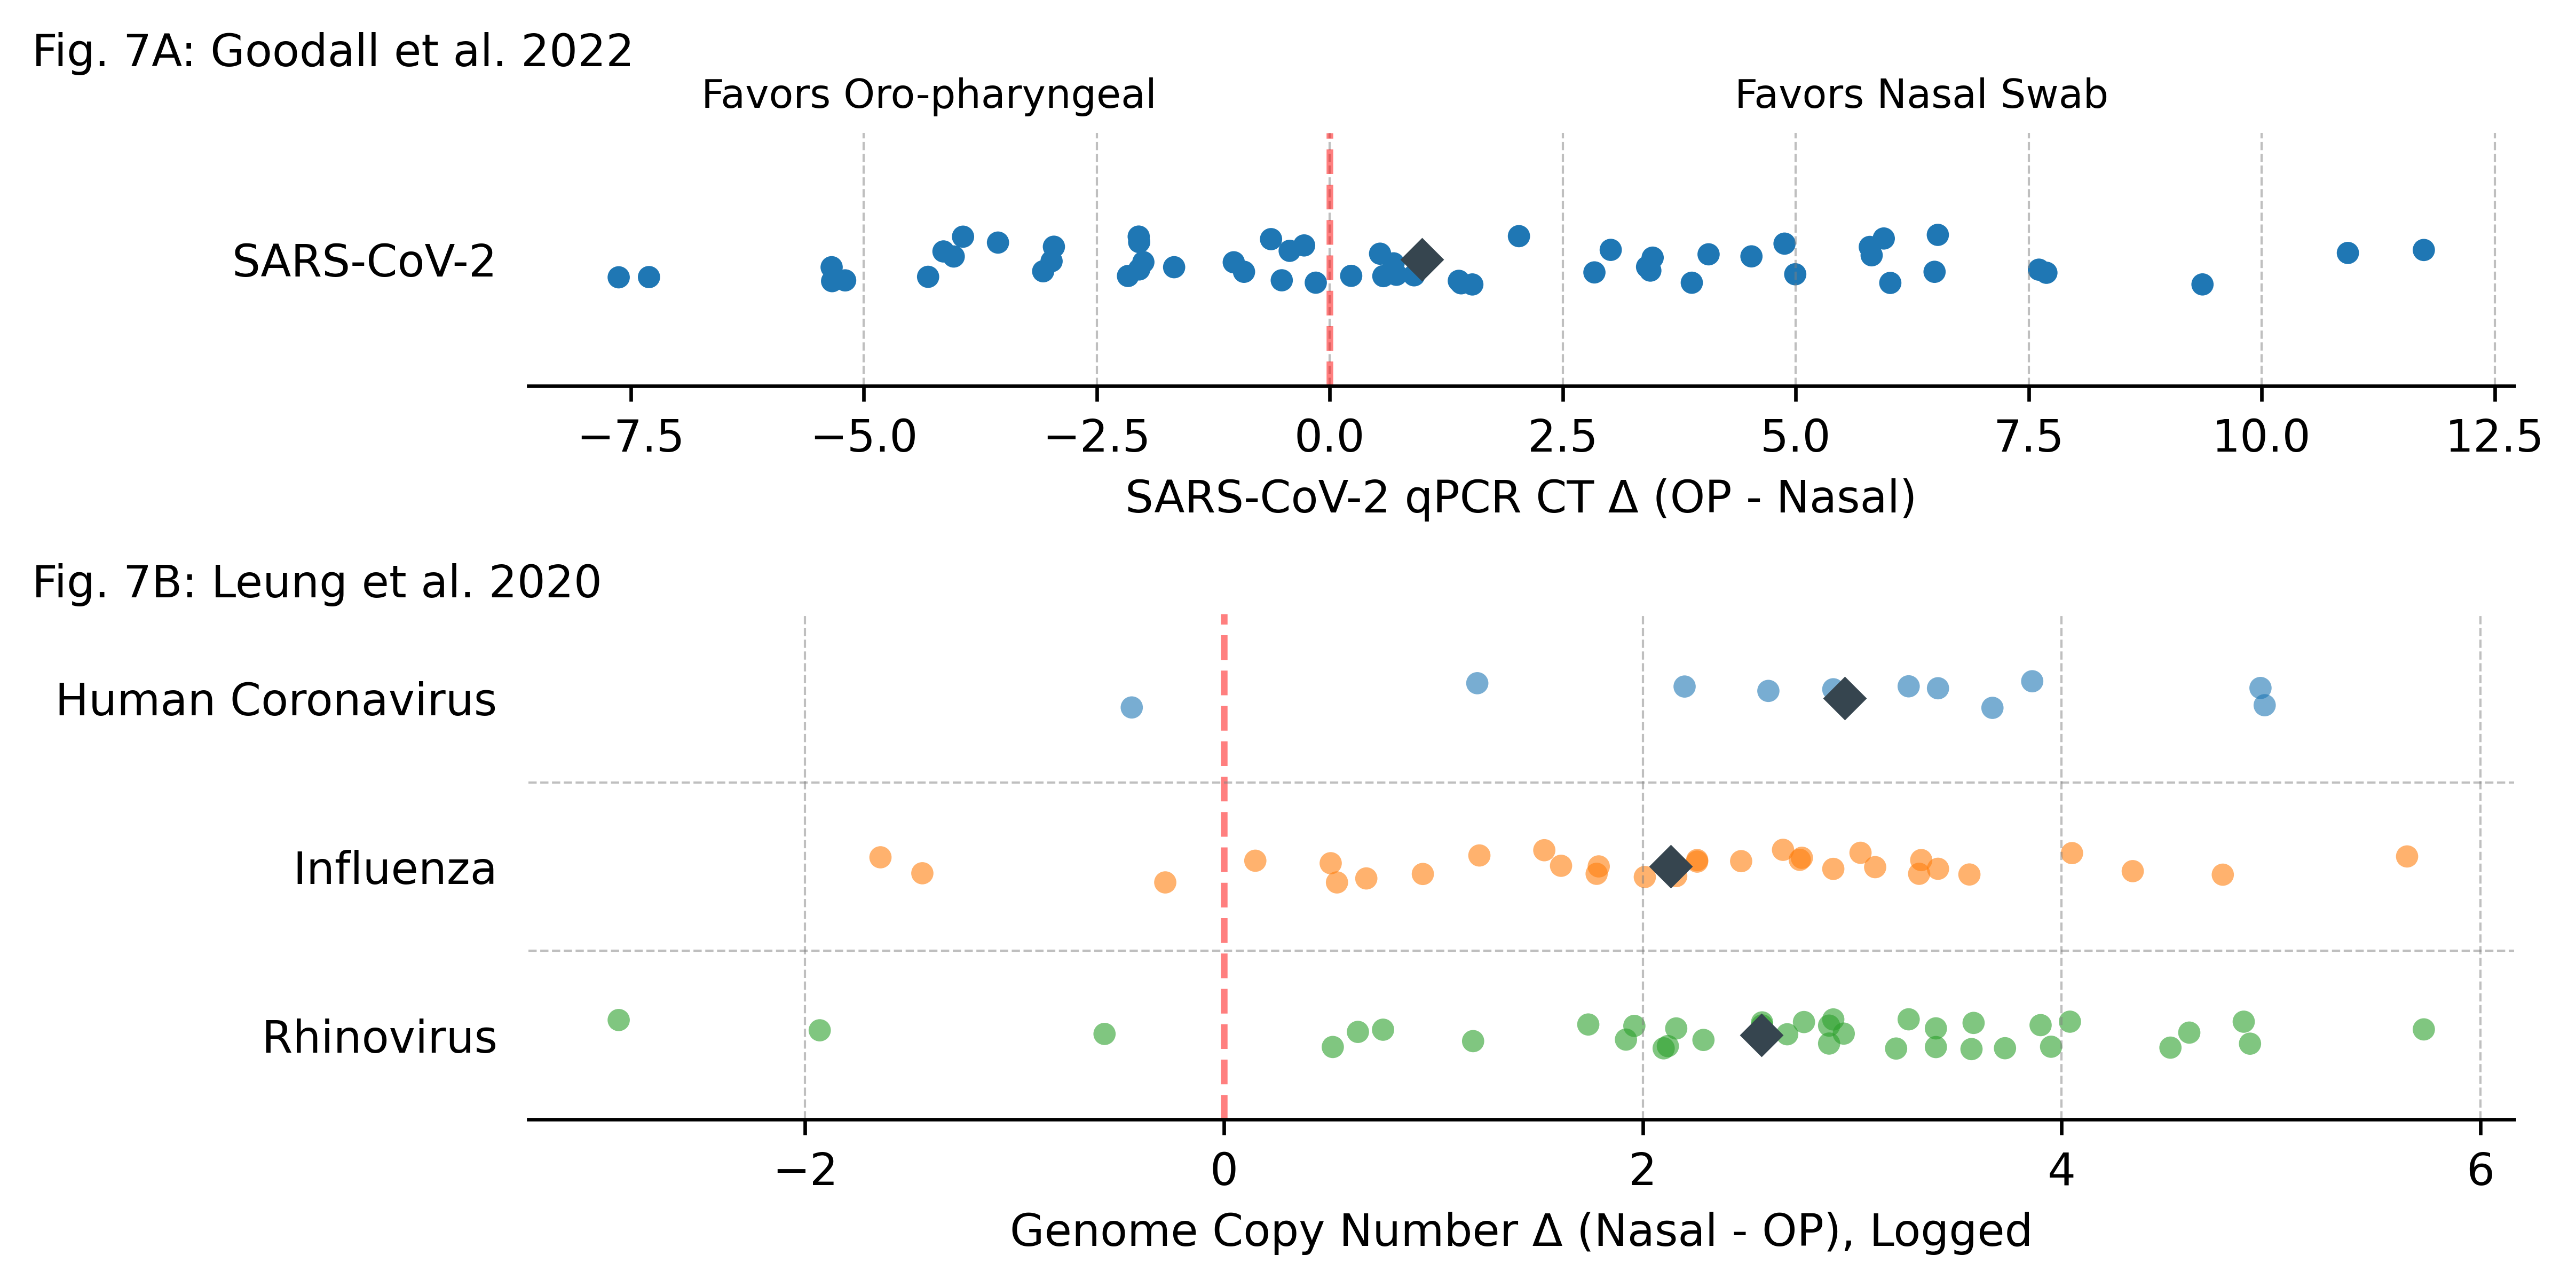 Fig. 7A: Goodall et al. 2022
Favors Oro-pharyngeal Favors Nasal Swab
SARS-CoV-2
−7.5 −5.0 −2.5 0.0 2.5 5.0 7.5 10.0 12.5
SARS-CoV-2 qPCR CT Δ (OP - Nasal)
Fig. 7B: Leung et al. 2020
Human Coronavirus
Influenza
Rhinovirus
−2 0 2 4 6
Genome Copy Number Δ (Nasal - OP), Logged